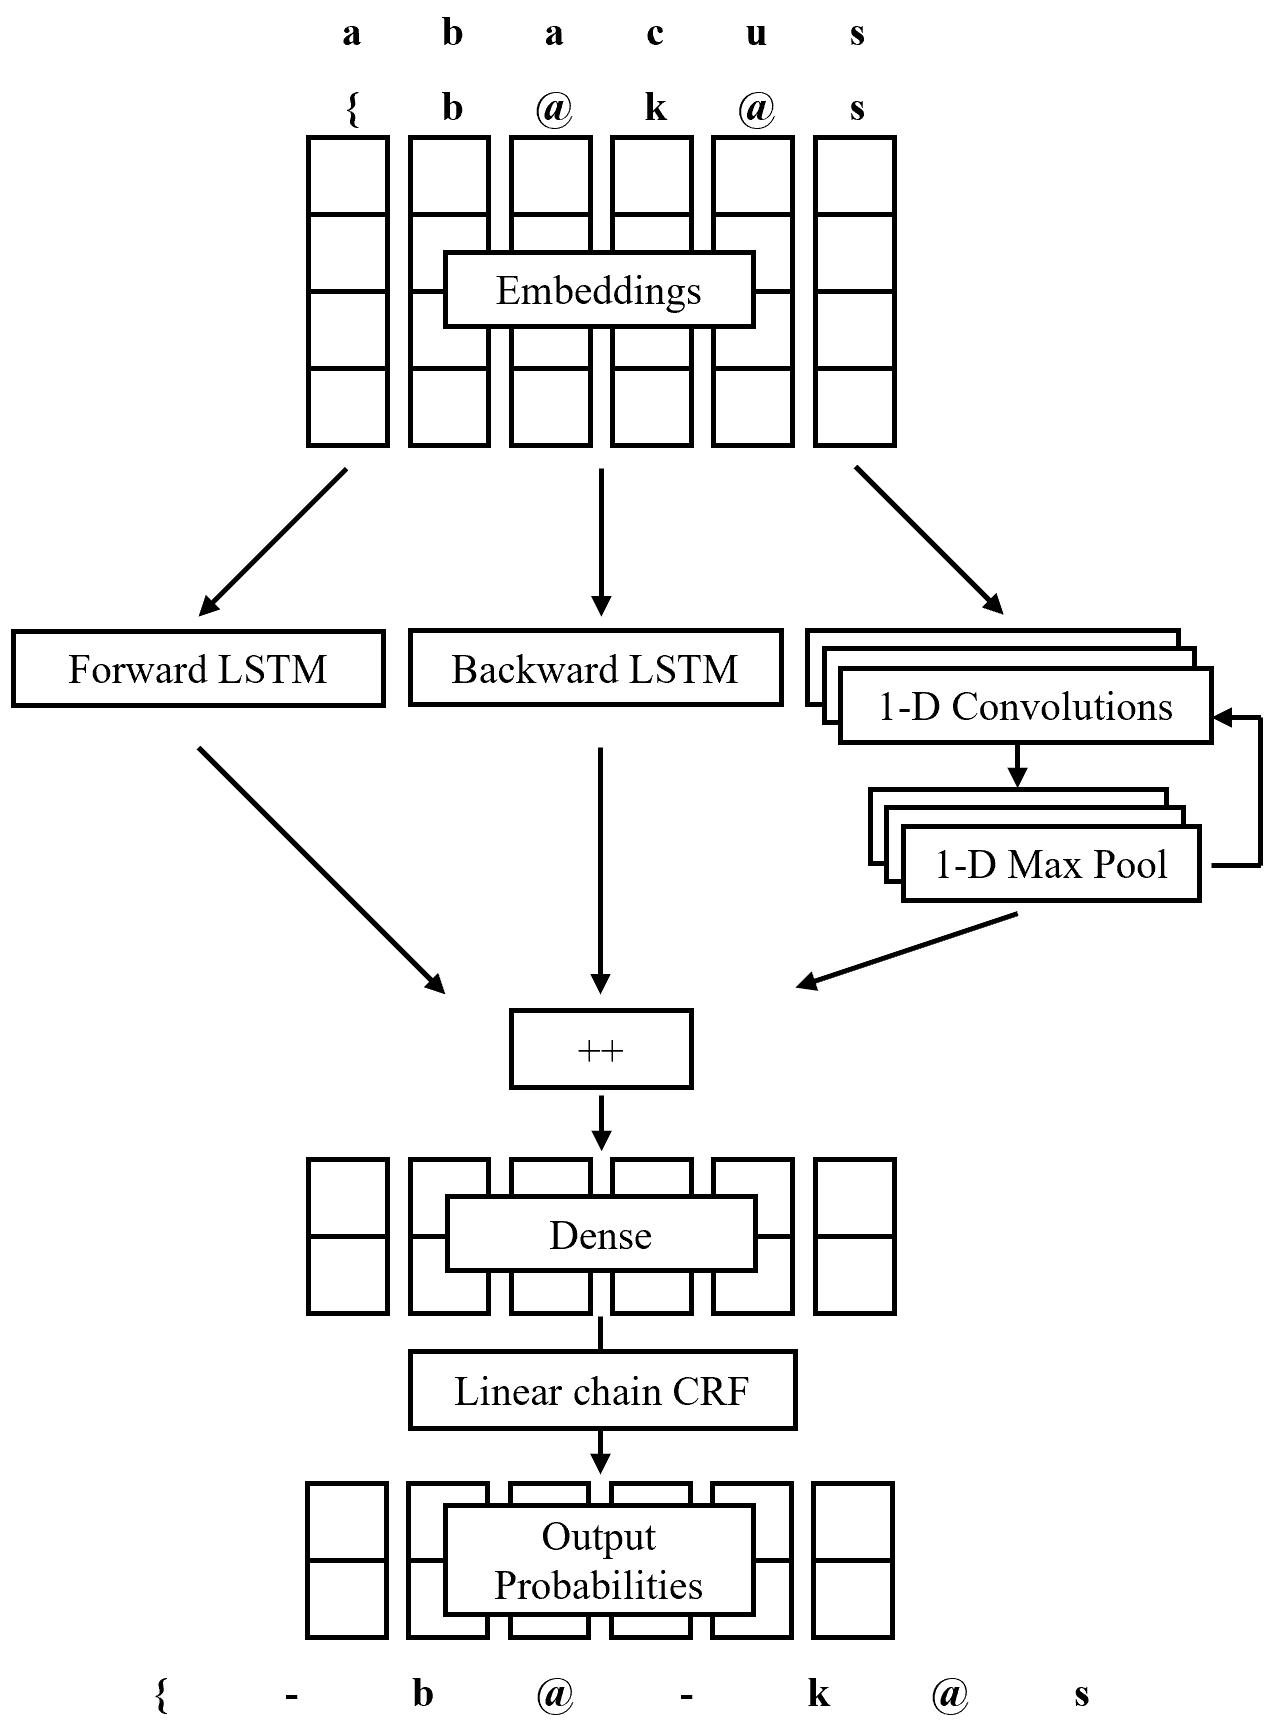 a b a c u s
{ b @ k @ s
Embeddings
Forward LSTM
Backward LSTM
1-D Convolutions
1-D Max Pool
++
Dense
Linear chain CRF
Output
Probabilities
{ - b @ - k @ s